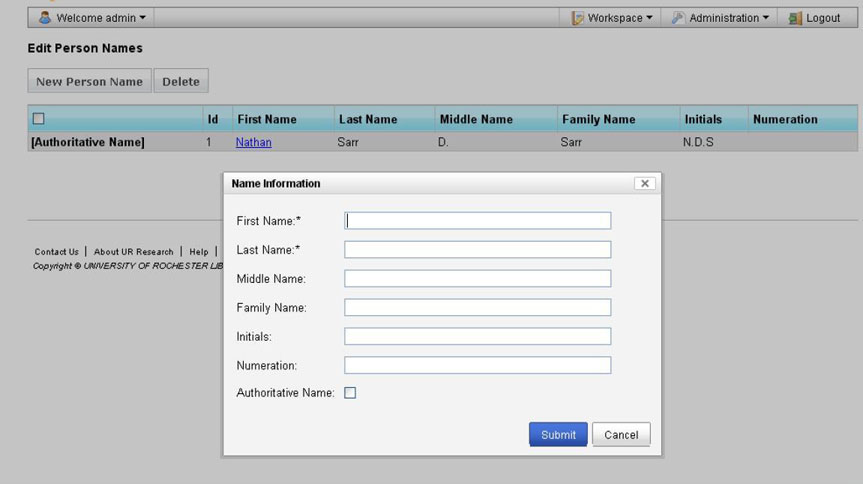 Welcome admin Workspace Administration Logout
Edit Person Names
New Person Name Delete
Id First Name Last Name Middle Name Family Name Initials Numeration
[Authoritative Name] 1 Nathan Sarr D. Sarr N.D.S
Name Information
First Name:*
Last Name:*
Middle Name:
Family Name:
Initials:
Numeration:
Authoritative Name:
Submit Cancel
Contact Us | About UR Research | Help |
Copyright © UNIVERSITY OF ROCHESTER LIB